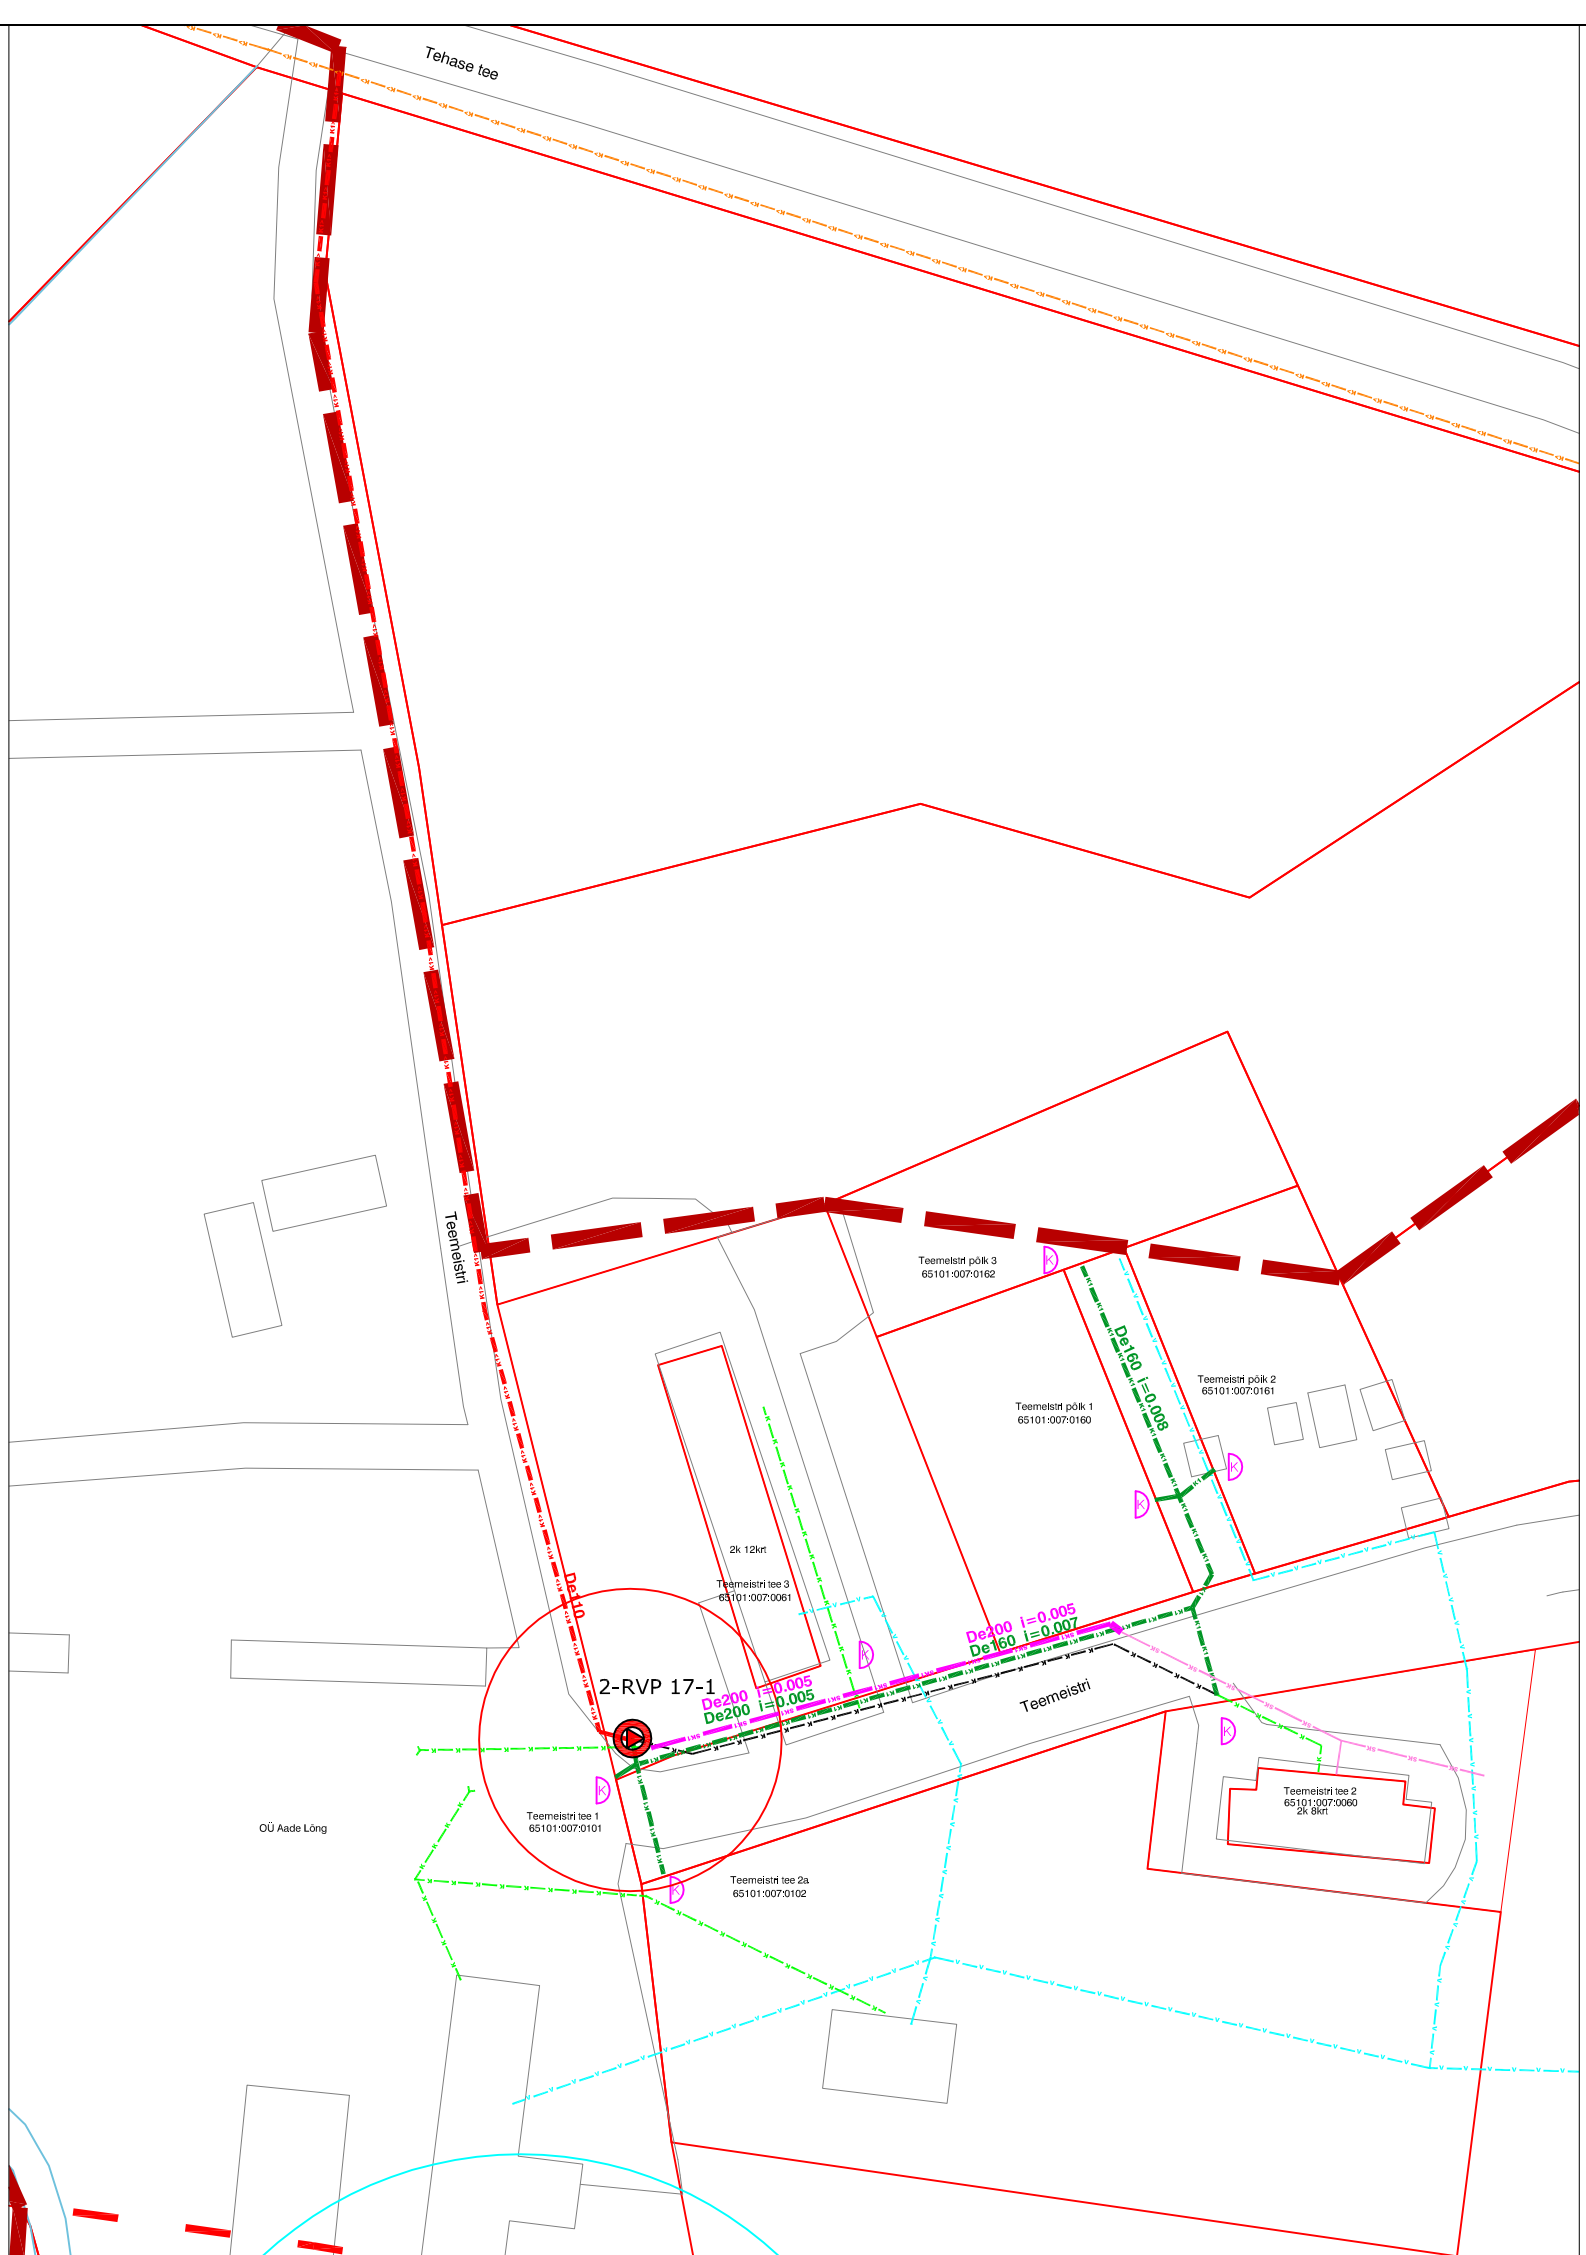 Tehase tee
Teemeistri
Teemeistri põik 3
65101:007:0162
De160 i=0.008
Teemeistri põik 2
65101:007:0161
Teemeistri põik 1
65101:007:0160
2k 12krt
Teemeistri tee 3
65101:007:0061
De110
De200 i=0.005
De160 i=0.007
2-RVP 17-1
De200 i=0.005
De200 i=0.005
Teemeistri
K
K
K
K
K
K
K
Teemeistri tee 2
65101:007:0060
2k 8krt
Teemeistri tee 1
65101:007:0101
OÜ Aade Lõng
Teemeistri tee 2a
65101:007:0102